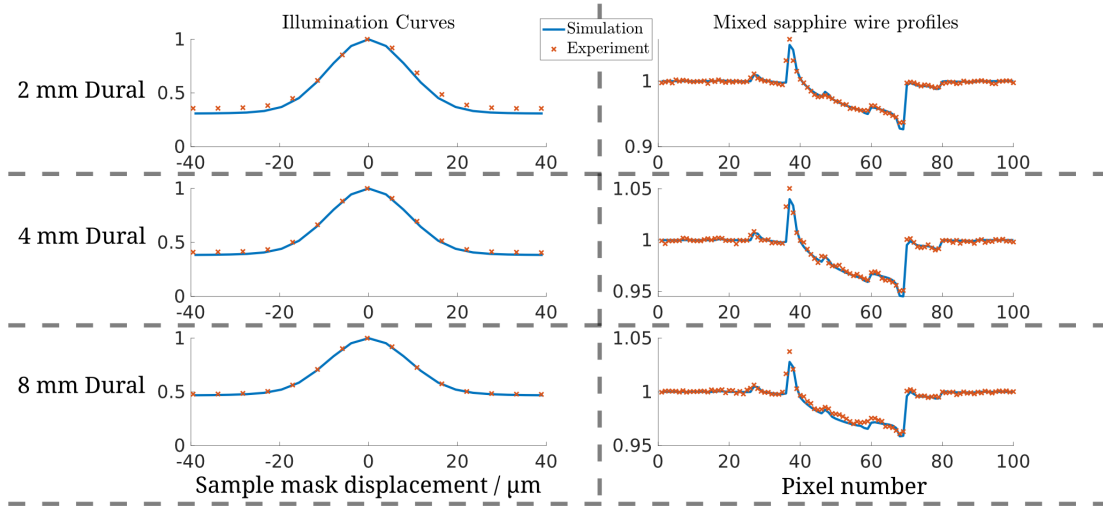 Illumination Curves
Mixed sapphire wire profiles
Simulation
Experiment
2 mm Dural
1
0.5
0
-40 -20 0 20 40
1
0.9
0 20 40 60 80 100
4 mm Dural
1
0.5
0
-40 -20 0 20 40
1.05
1
0.95
0 20 40 60 80 100
8 mm Dural
1
0.5
0
-40 -20 0 20 40
1.05
1
0.95
0 20 40 60 80 100
Sample mask displacement / μm
Pixel number